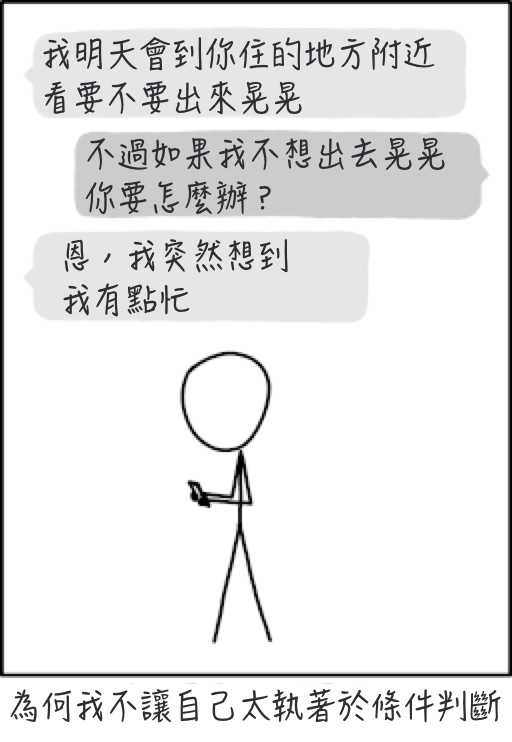 我明天會到你住的地方附近
看要不要出來晃晃
不過如果我不想出去晃晃
你要怎麼辦？
恩，我突然想到
我有點忙
為何我不讓自己太執著於條件判斷